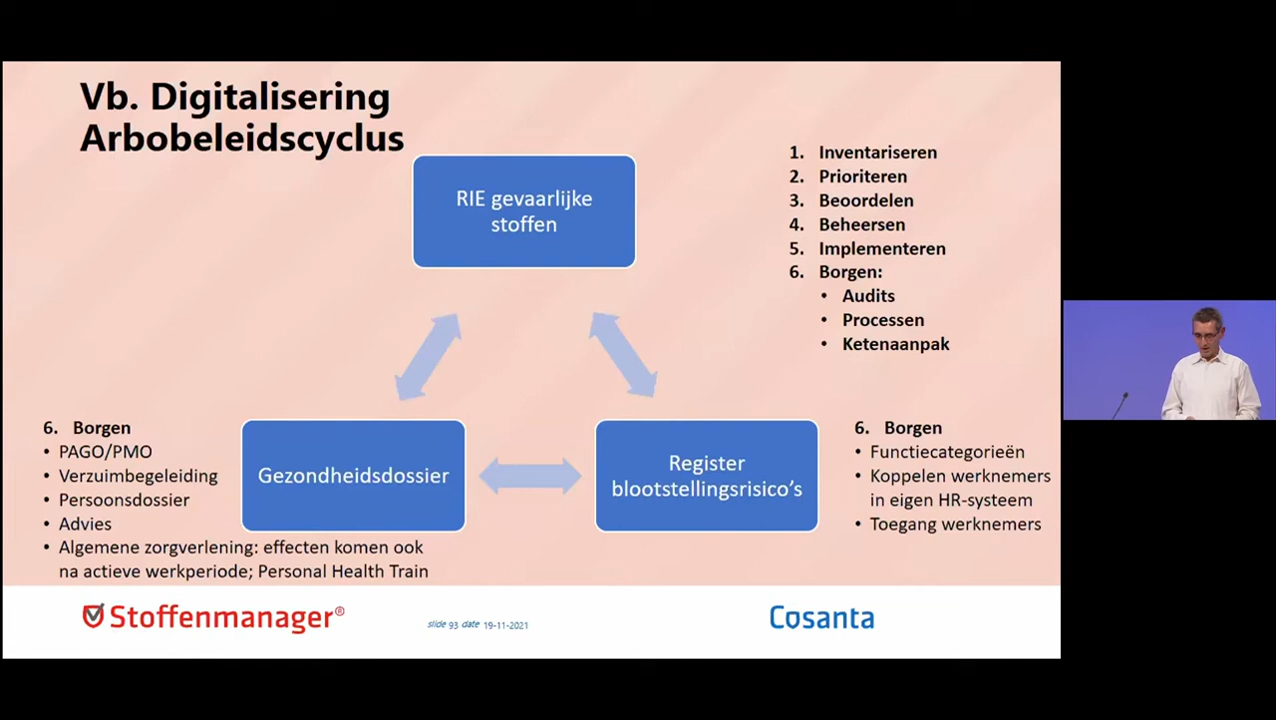 Vb. Digitalisering
Arbobeleidscyclus
RIE gevaarlijke
stoffen
1. Inventariseren
2. Prioriteren
3. Beoordelen
4. Beheersen
5. Implementeren
6. Borgen:
• Audits
• Processen
• Ketenaanpak
6. Borgen
• PAGO/PMO
• Verzuimbegeleiding
• Persoonsdossier
• Advies
• Algemene zorgverlening: effecten komen ook
na actieve werkperiode; Personal Health Train
Gezondheidsdossier
Register
blootstellingsrisico's
6. Borgen
• Functiecategorieën
• Koppelen werknemers
in eigen HR-systeem
• Toegang werknemers
Stoffenmanager®
slide 93 date 19-11-2021
Cosanta